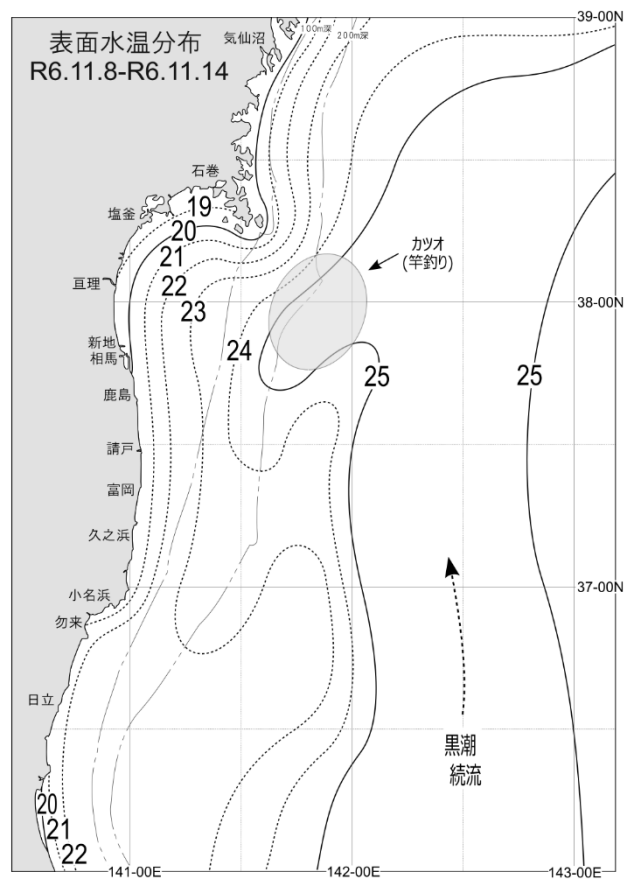 表面水温分布
R6.11.8-R6.11.14
気仙沼
100m深
200m深
39-00N
石巻
塩釜
19
20
21
22
23
亘理
カツオ
(竿釣り)
38-00N
新地
相馬
24
25
25
鹿島
請戸
富岡
久之浜
37-00N
小名浜
勿来
日立
黒潮
続流
20
21
22
141-00E
142-00E
143-00E